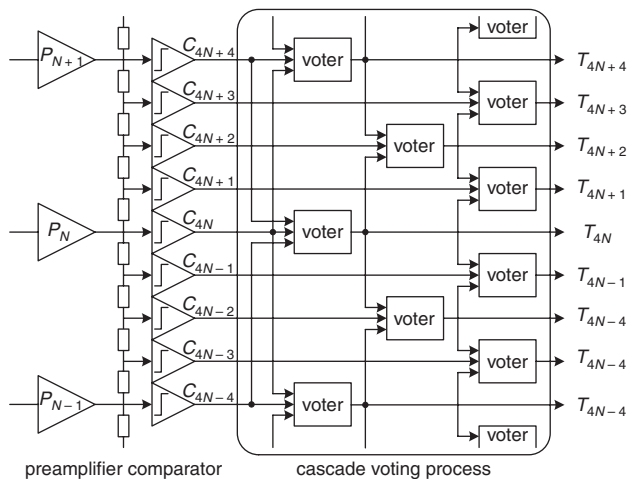 voter
P_{N+1} C_{4N+4} voter T_{4N+4}
C_{4N+3} voter T_{4N+3}
C_{4N+2} voter T_{4N+2}
C_{4N+1} voter T_{4N+1}
P_N C_{4N} voter T_{4N}
C_{4N-1} voter T_{4N-1}
C_{4N-2} voter T_{4N-4}
C_{4N-3} voter T_{4N-4}
P_{N-1} C_{4N-4} voter T_{4N-4}
voter
preamplifier comparator cascade voting process